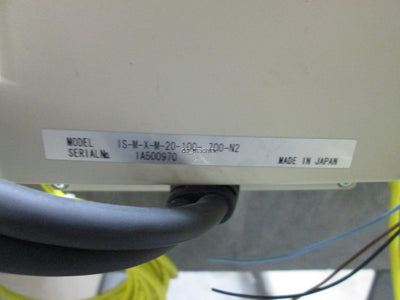 MODEL IS-M-X-M-20-100- 700-N2
SERIAL No. 1A500970
MADE IN JAPAN